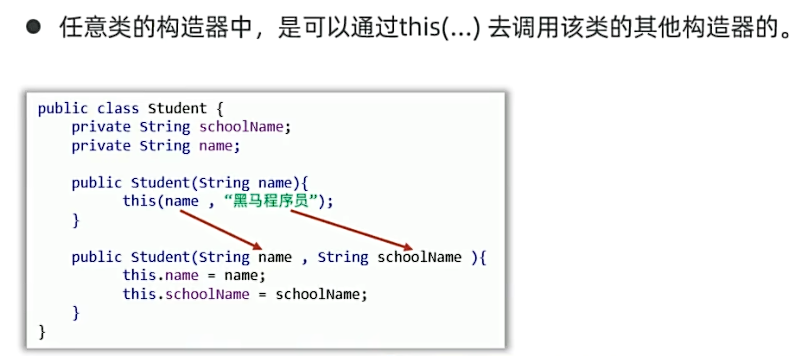 ● 任意类的构造器中，是可以通过this(...) 去调用该类的其他构造器的。
public class Student {
private String schoolName;
private String name;
public Student(String name){
this(name , “黑马程序员”);
}
public Student(String name , String schoolName ){
this.name = name;
this.schoolName = schoolName;
}
}